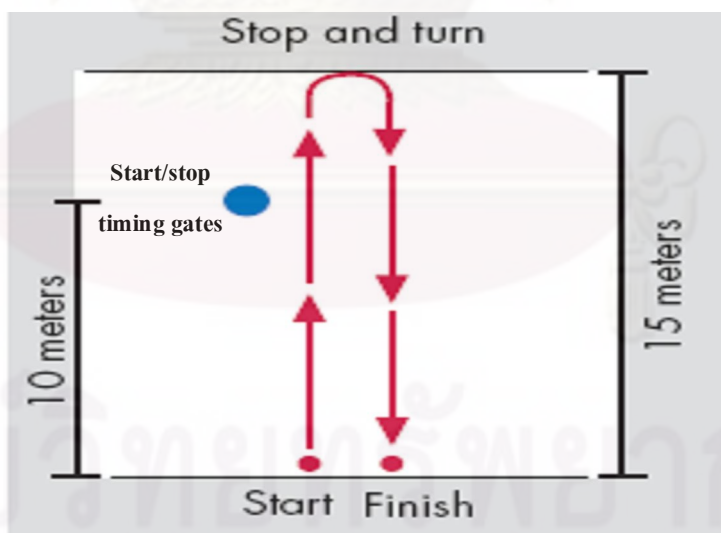 Stop and turn
Start/stop
timing gates
10 meters
15 meters
Start Finish